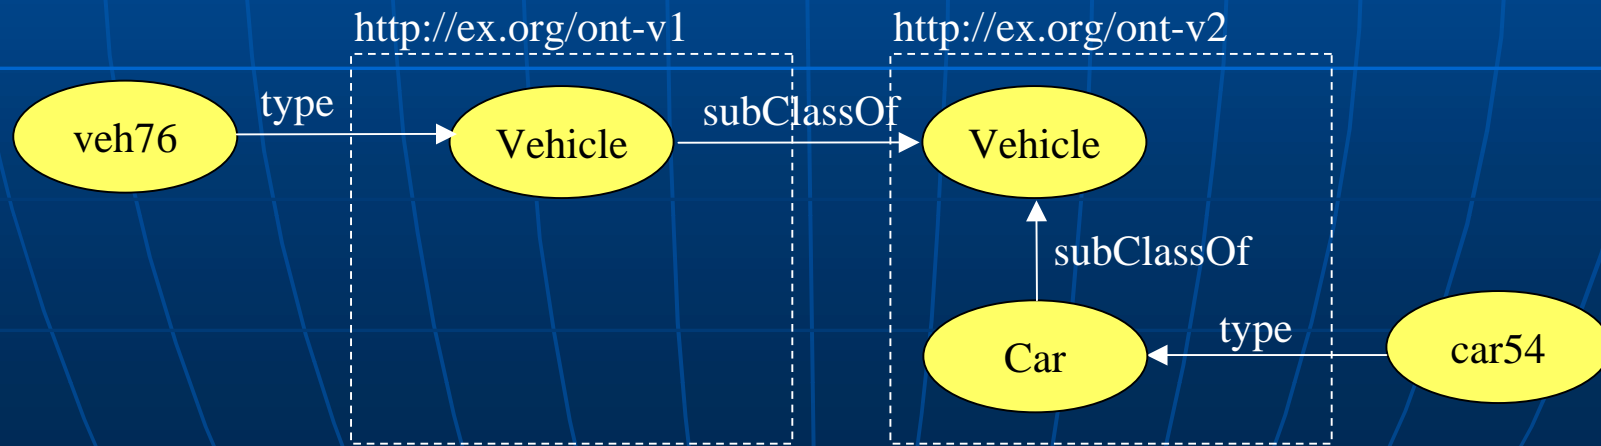 http://ex.org/ont-v1
http://ex.org/ont-v2
veh76
type
Vehicle
subClassOf
Vehicle
subClassOf
Car
type
car54